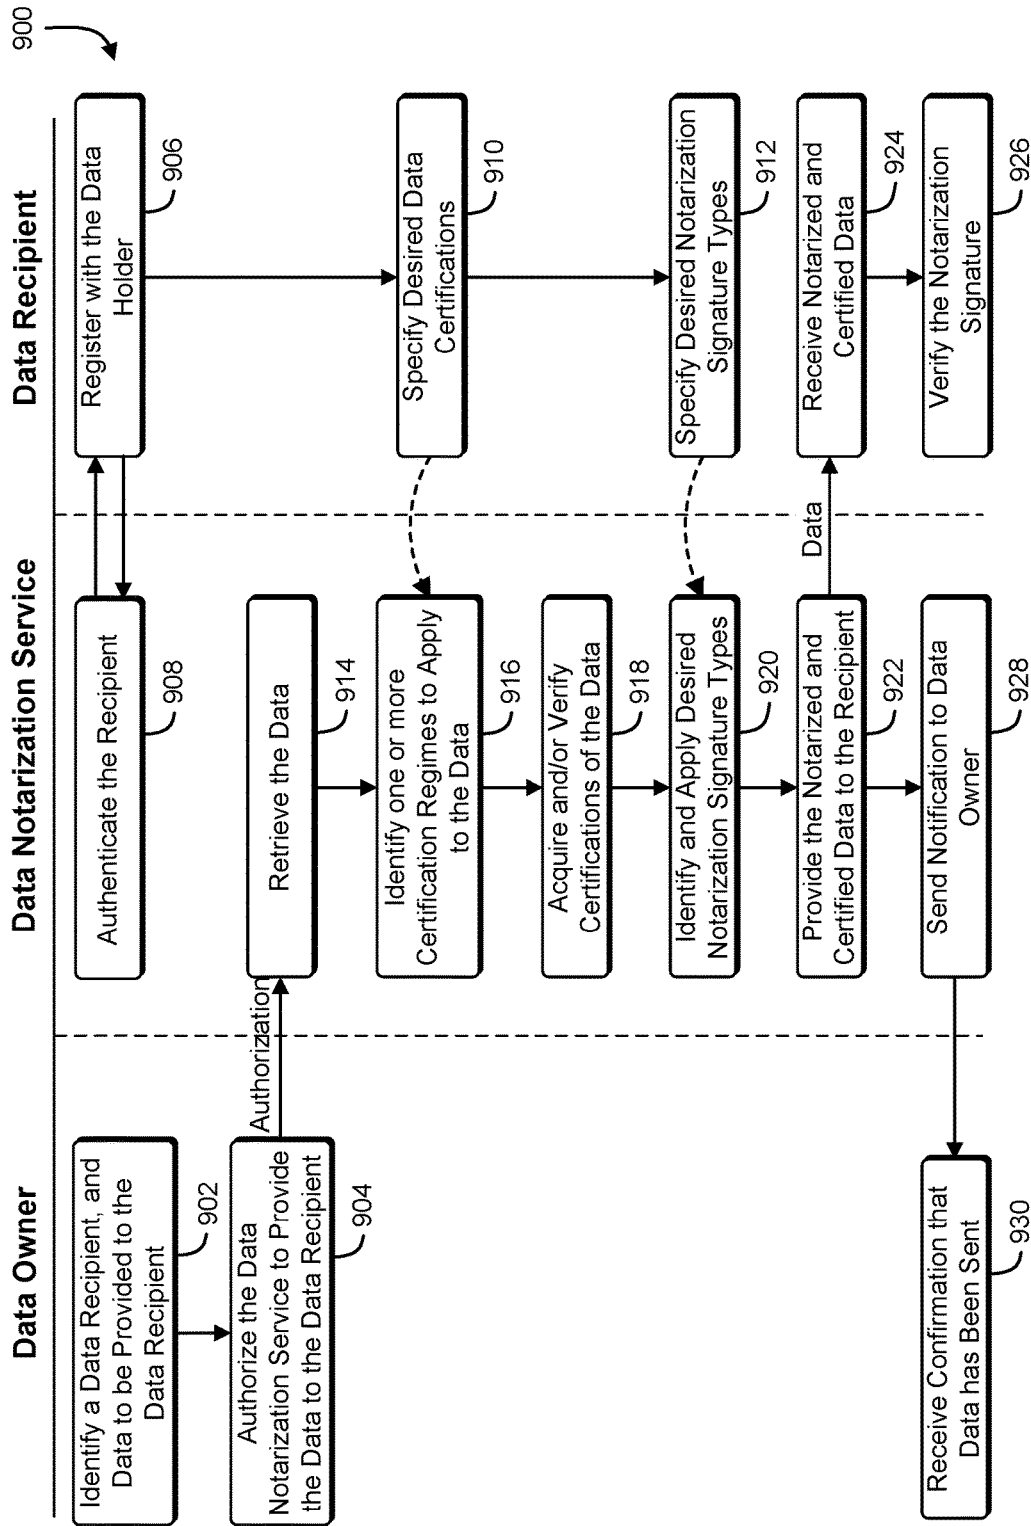 900
Data Owner
Data Notarization Service
Data Recipient
Identify a Data Recipient, and
Data to be Provided to the
Data Recipient
902
Authorize the Data
Notarization Service to Provide
the Data to the Data Recipient
904
Authorization
Authenticate the Recipient
908
Register with the Data
Holder
906
Retrieve the Data
914
Specify Desired Data
Certifications
910
Identify one or more
Certification Regimes to Apply
to the Data
916
Acquire and/or Verify
Certifications of the Data
918
Specify Desired Notarization
Signature Types
912
Identify and Apply Desired
Notarization Signature Types
920
Provide the Notarized and
Certified Data to the Recipient
922
Data
Receive Notarized and
Certified Data
924
Verify the Notarization
Signature
926
Send Notification to Data
Owner
928
Receive Confirmation that
Data has Been Sent
930